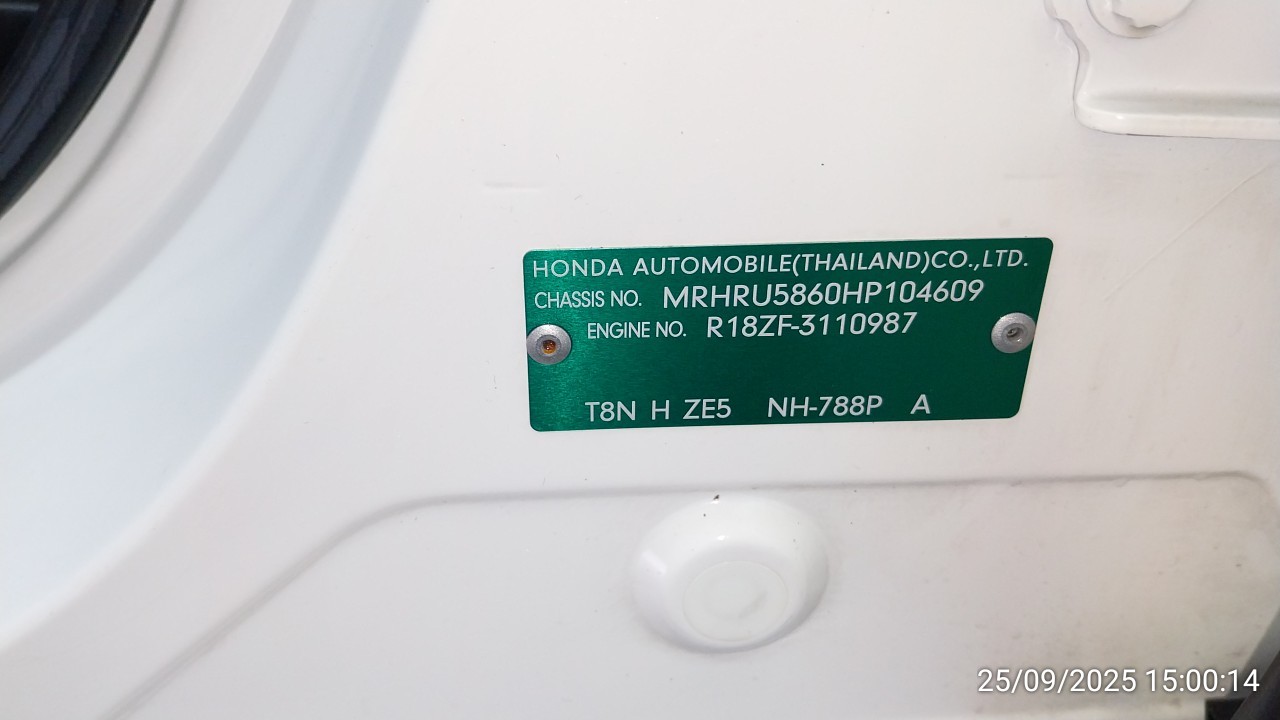 HONDA AUTOMOBILE(THAILAND)CO.,LTD.
CHASSIS NO. MRHRU5860HP104609
ENGINE NO. R18ZF-3110987
T8N H ZE5 NH-788P A
25/09/2025 15:00:14